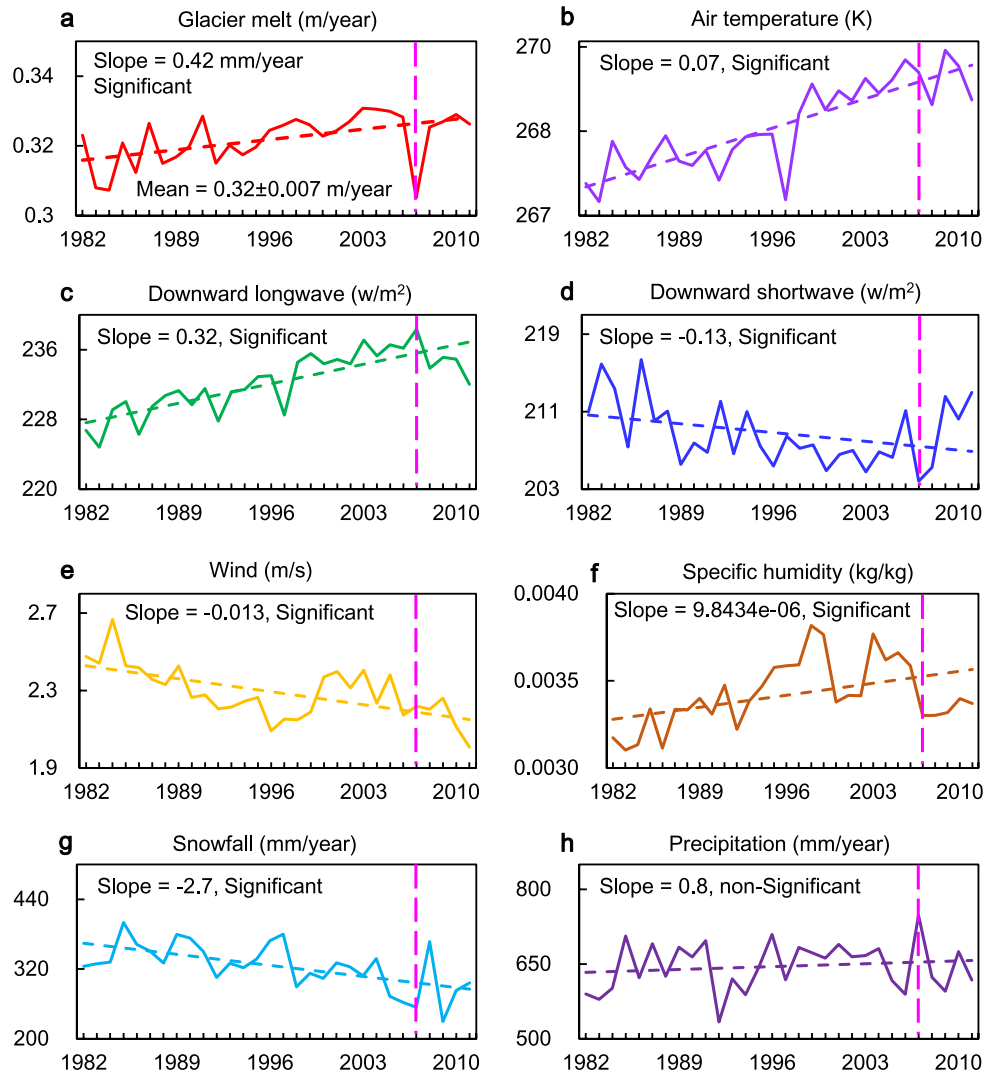 a Glacier melt (m/year)
Slope = 0.42 mm/year
Significant
Mean = 0.32±0.007 m/year
0.34
0.32
0.3
1982 1989 1996 2003 2010
b Air temperature (K)
Slope = 0.07, Significant
270
268
267
1982 1989 1996 2003 2010
c Downward longwave (w/m²)
Slope = 0.32, Significant
236
228
220
1982 1989 1996 2003 2010
d Downward shortwave (w/m²)
Slope = -0.13, Significant
219
211
203
1982 1989 1996 2003 2010
e Wind (m/s)
Slope = -0.013, Significant
2.7
2.3
1.9
1982 1989 1996 2003 2010
f Specific humidity (kg/kg)
Slope = 9.8434e-06, Significant
0.0040
0.0035
0.0030
1982 1989 1996 2003 2010
g Snowfall (mm/year)
Slope = -2.7, Significant
440
320
200
1982 1989 1996 2003 2010
h Precipitation (mm/year)
Slope = 0.8, non-Significant
800
650
500
1982 1989 1996 2003 2010